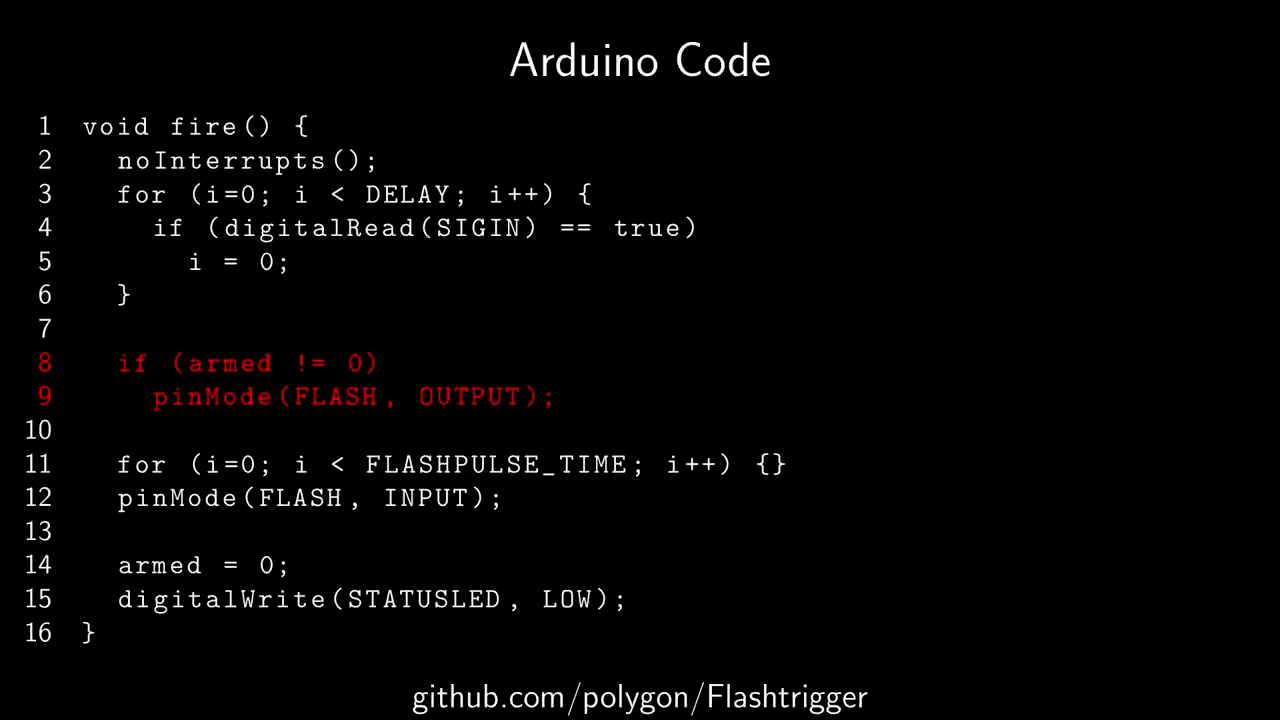 Arduino Code
1 void fire() {
2   noInterrupts();
3   for (i=0; i < DELAY; i++) {
4     if (digitalRead(SIGIN) == true)
5       i = 0;
6   }
7
8   if (armed != 0)
9     pinMode(FLASH, OUTPUT);
10
11   for (i=0; i < FLASHPULSE_TIME; i++) {}
12   pinMode(FLASH, INPUT);
13
14   armed = 0;
15   digitalWrite(STATUSLED, LOW);
16 }
github.com/polygon/Flashtrigger